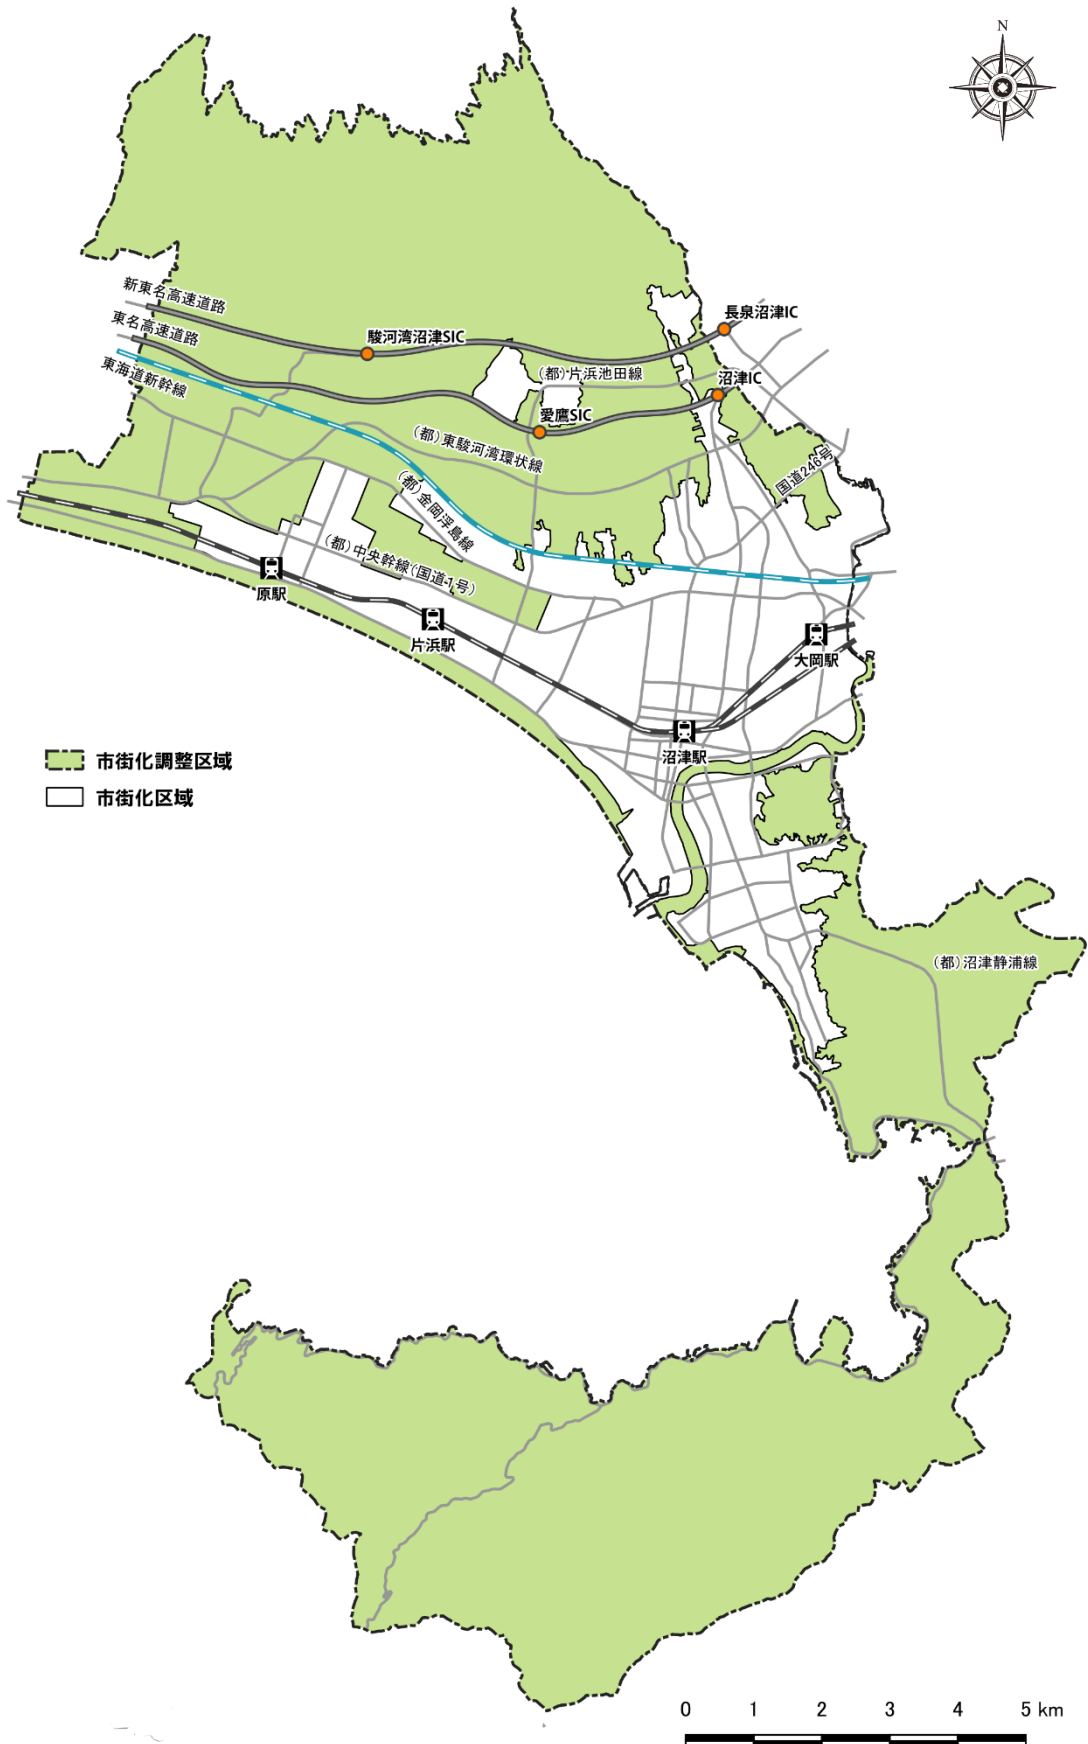 N
新東名高速道路
長泉沼津IC
東名高速道路
駿河湾沼津SIC
東海道新幹線
(都)片浜池田線
沼津IC
愛鷹SIC
(都)東駿河湾環状線
国道246号
(都)金岡浮島線
(都)中央幹線(国道1号)
原駅
片浜駅
大岡駅
沼津駅
市街化調整区域
市街化区域
(都)沼津静浦線
0 1 2 3 4 5 km